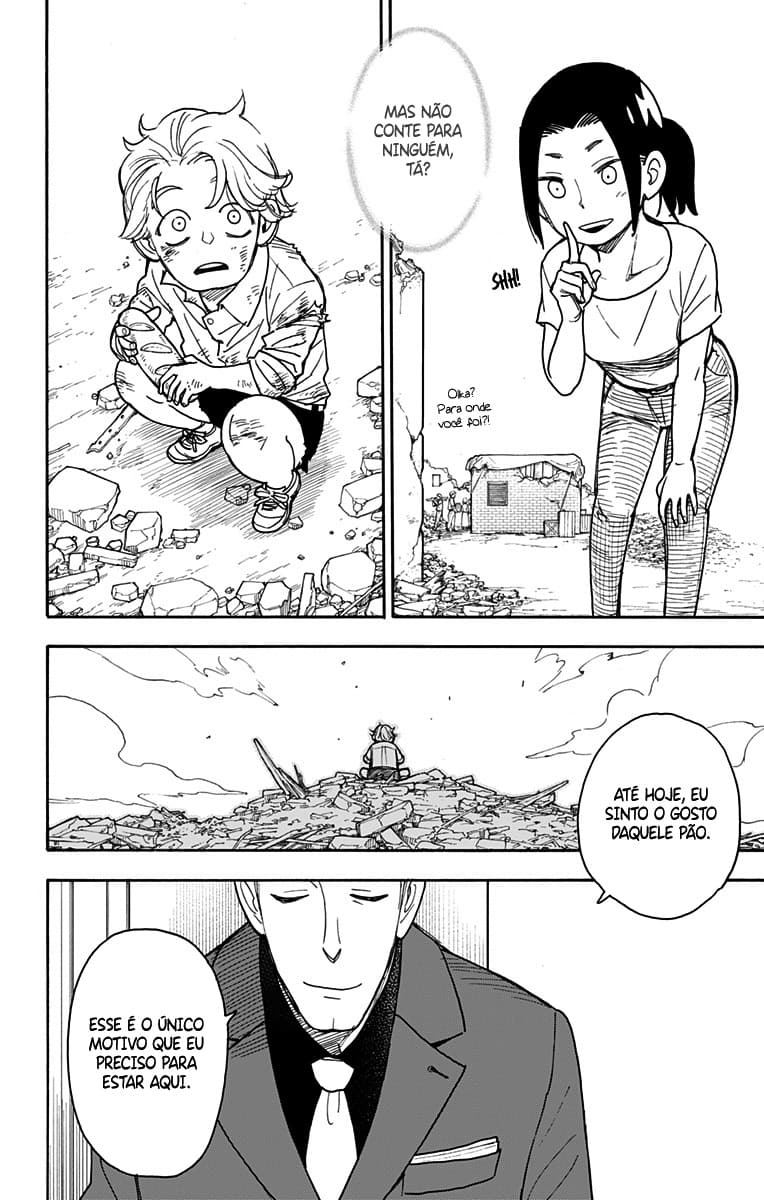 MAS NÃO
CONTE PARA
NINGUÉM,
TÁ?
SHH!
Olka?
Para onde
você foi?!
ATÉ HOJE, EU
SINTO O GOSTO
DAQUELE PÃO.
ESSE É O ÚNICO
MOTIVO QUE EU
PRECISO PARA
ESTAR AQUI.